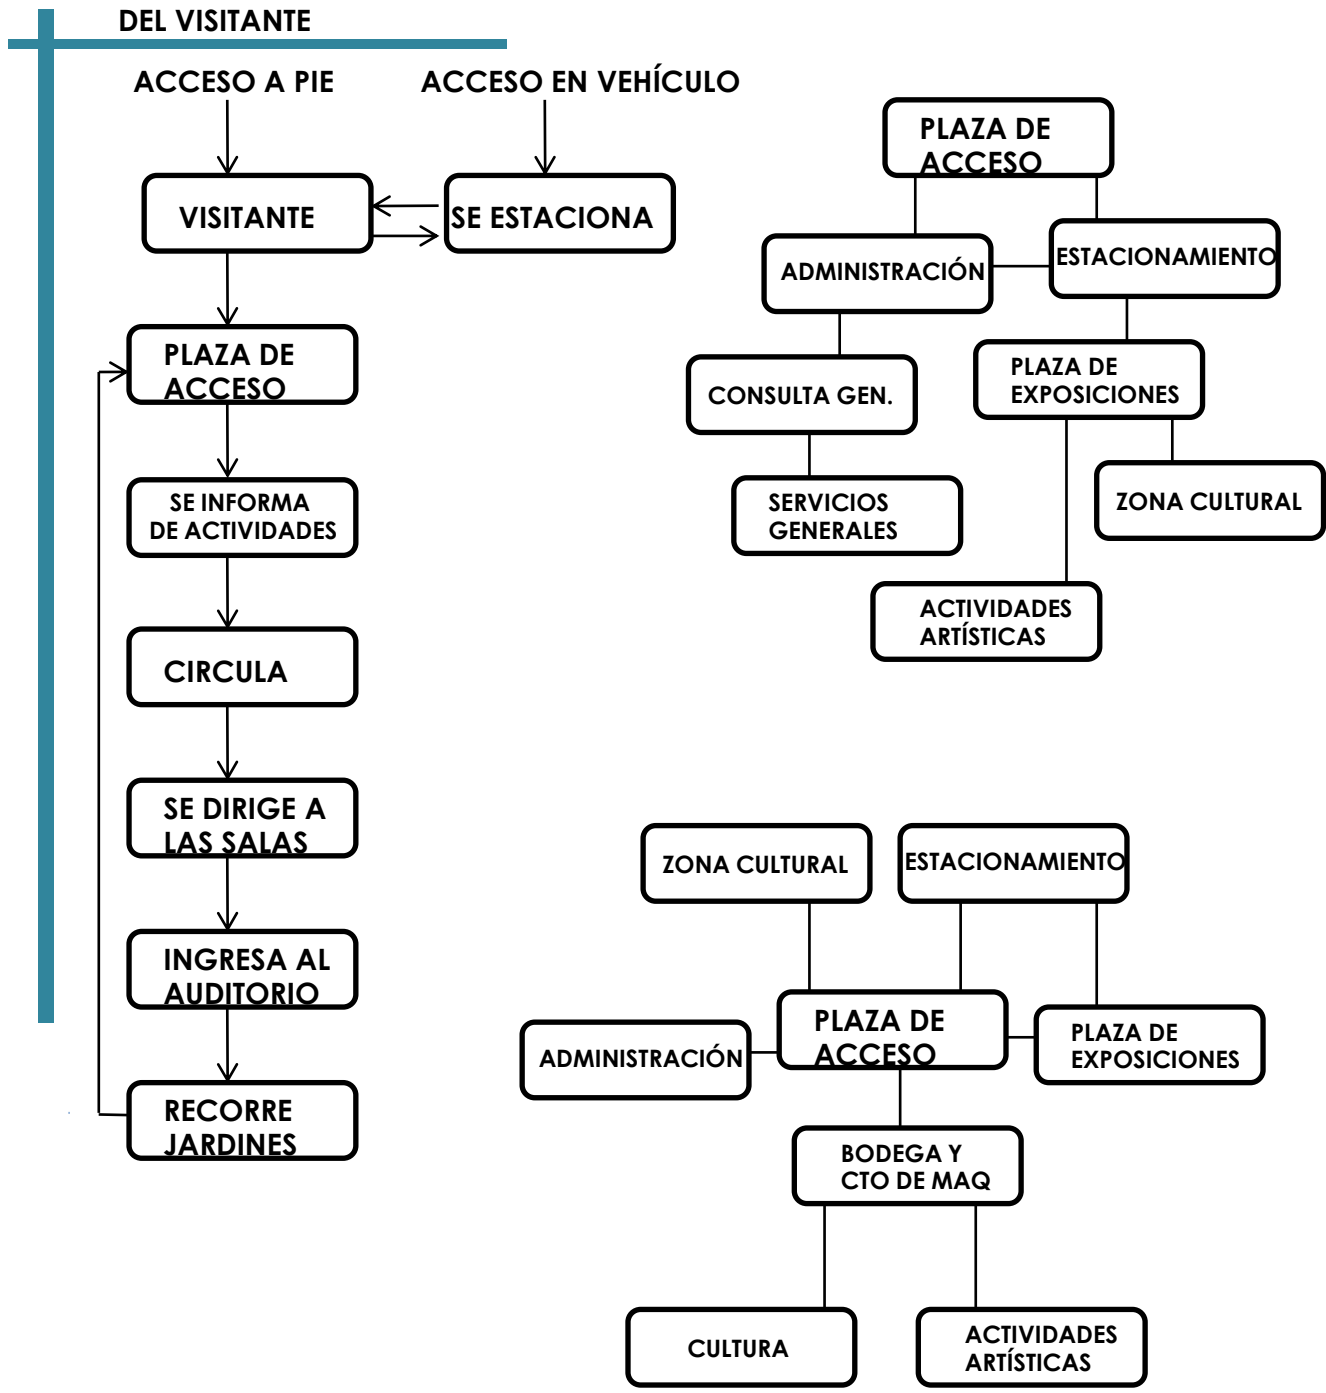 DEL VISITANTE
ACCESO A PIE
ACCESO EN VEHÍCULO
VISITANTE
SE ESTACIONA
PLAZA DE
ACCESO
SE INFORMA
DE ACTIVIDADES
CIRCULA
SE DIRIGE A
LAS SALAS
INGRESA AL
AUDITORIO
RECORRE
JARDINES
PLAZA DE
ACCESO
ADMINISTRACIÓN
ESTACIONAMIENTO
CONSULTA GEN.
PLAZA DE
EXPOSICIONES
SERVICIOS
GENERALES
ZONA CULTURAL
ACTIVIDADES
ARTÍSTICAS
ZONA CULTURAL
ESTACIONAMIENTO
ADMINISTRACIÓN
PLAZA DE
ACCESO
PLAZA DE
EXPOSICIONES
BODEGA Y
CTO DE MAQ
CULTURA
ACTIVIDADES
ARTÍSTICAS